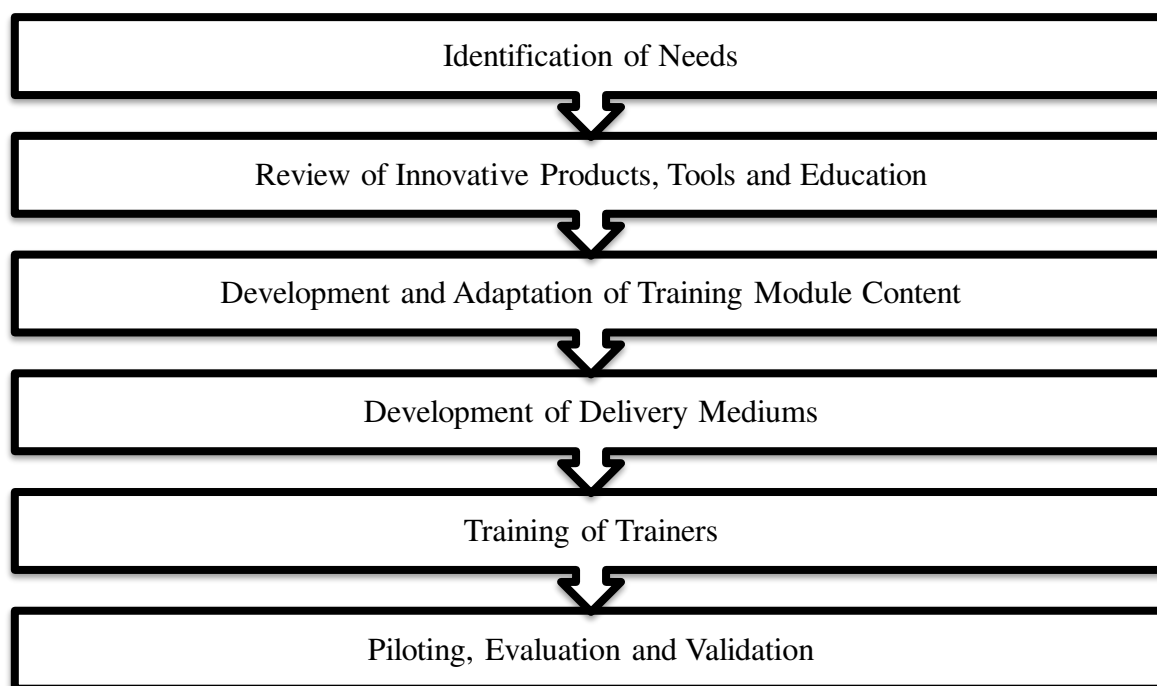 Identification of Needs
Review of Innovative Products, Tools and Education
Development and Adaptation of Training Module Content
Development of Delivery Mediums
Training of Trainers
Piloting, Evaluation and Validation